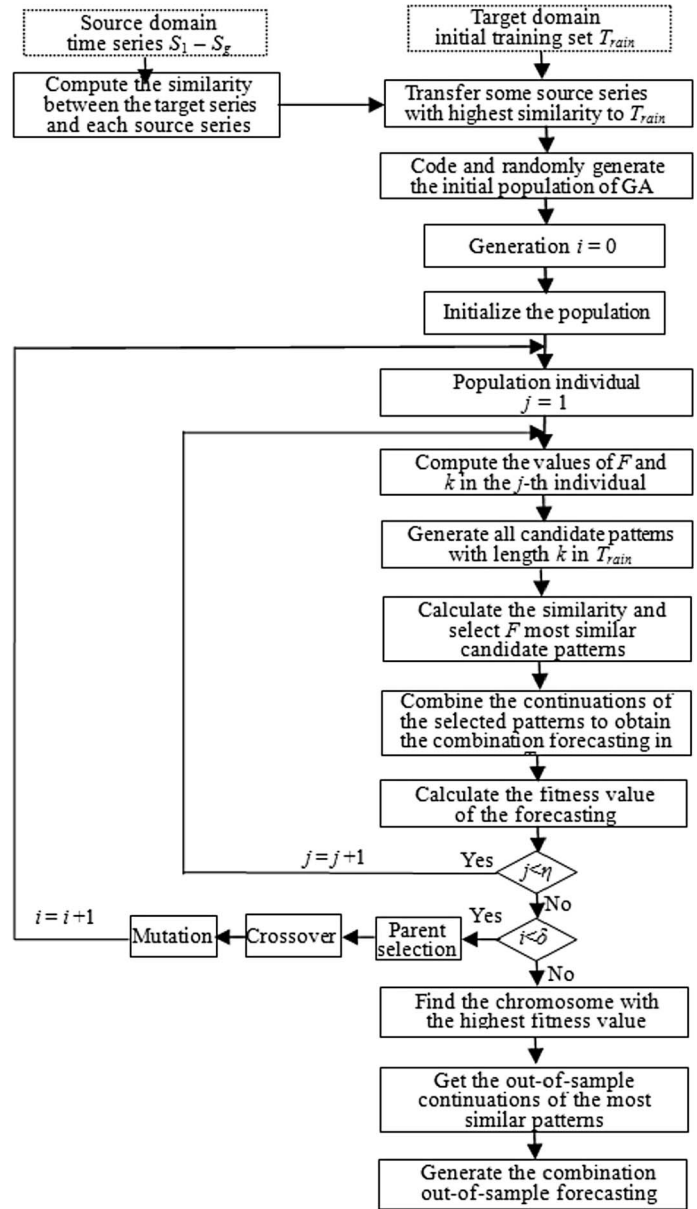 Source domain
time series S1 – Sg
Target domain
initial training set Train
Compute the similarity
between the target series
and each source series
Transfer some source series
with highest similarity to Train
Code and randomly generate
the initial population of GA
Generation i = 0
Initialize the population
Population individual
j = 1
Compute the values of F and
k in the j-th individual
Generate all candidate patterns
with length k in Train
Calculate the similarity and
select F most similar
candidate patterns
Combine the continuations of
the selected patterns to obtain
the combination forecasting in
Calculate the fitness value
of the forecasting
j = j+1
Yes
j<η
No
i = i+1
Mutation
Crossover
Parent
selection
Yes
i<δ
No
Find the chromosome with
the highest fitness value
Get the out-of-sample
continuations of the most
similar patterns
Generate the combination
out-of-sample forecasting